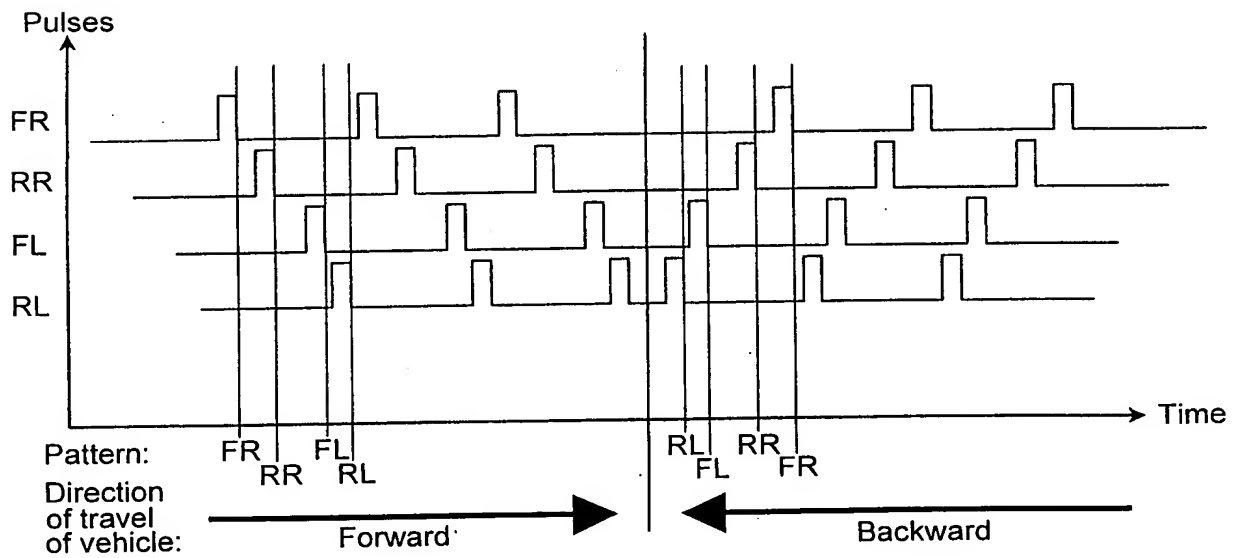 Pulses
FR
RR
FL
RL
Time
Pattern:
FR
RR
FL
RL
RL
FL
RR
FR
Direction
of travel
of vehicle:
Forward
Backward